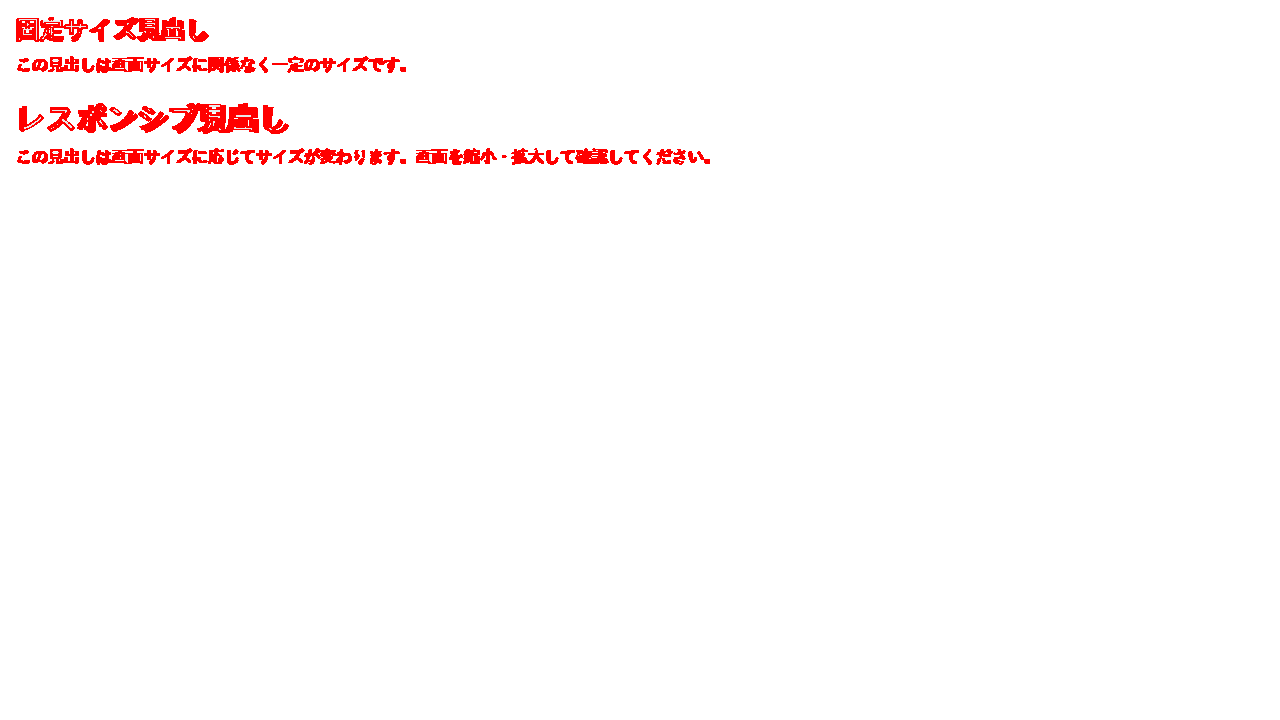 固定サイズ見出し
この見出しは画面サイズに関係なく一定のサイズです。
レスポンシブ見出し
この見出しは画面サイズに応じてサイズが変わります。画面を縮小・拡大して確認してください。